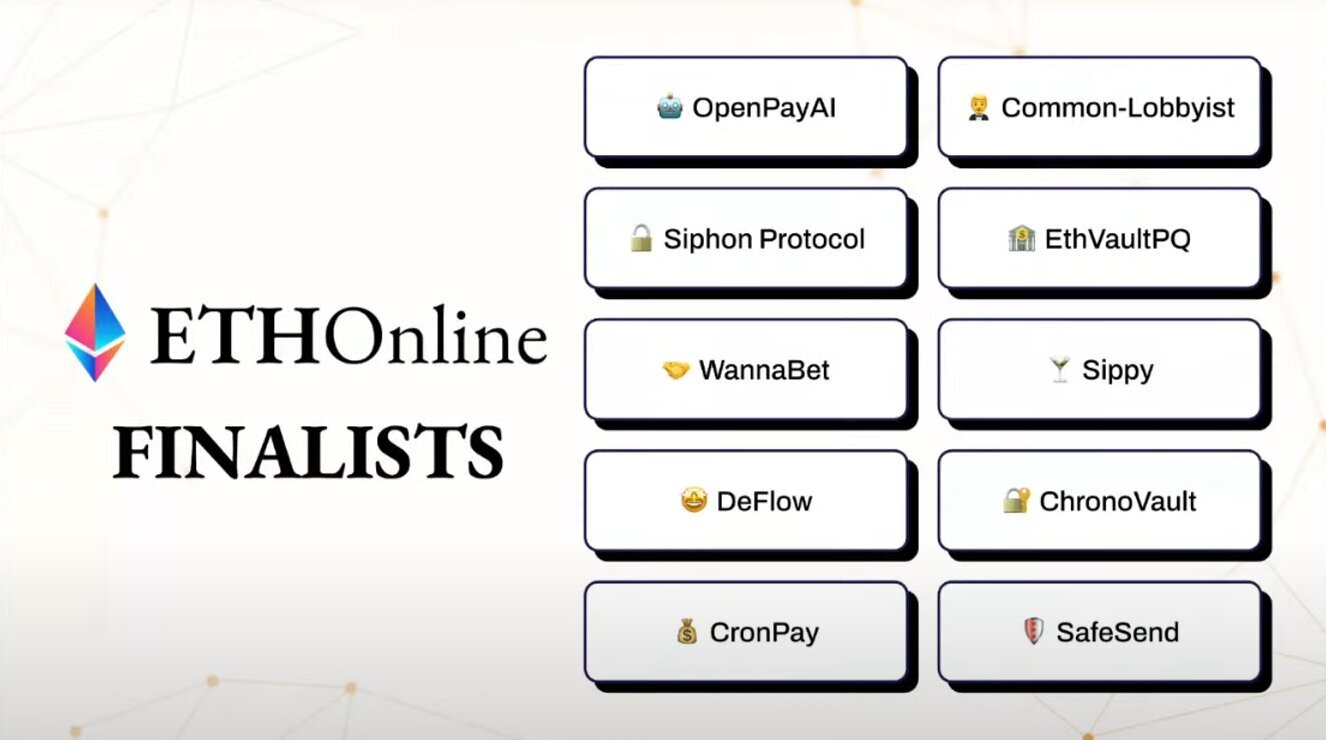 ETHOnline
FINALISTS
🤖 OpenPayAI
🤵 Common-Lobbyist
🔓 Siphon Protocol
🏦 EthVaultPQ
🤝 WannaBet
🍸 Sippy
🤩 DeFlow
🔐 ChronoVault
💰 CronPay
🛡️ SafeSend